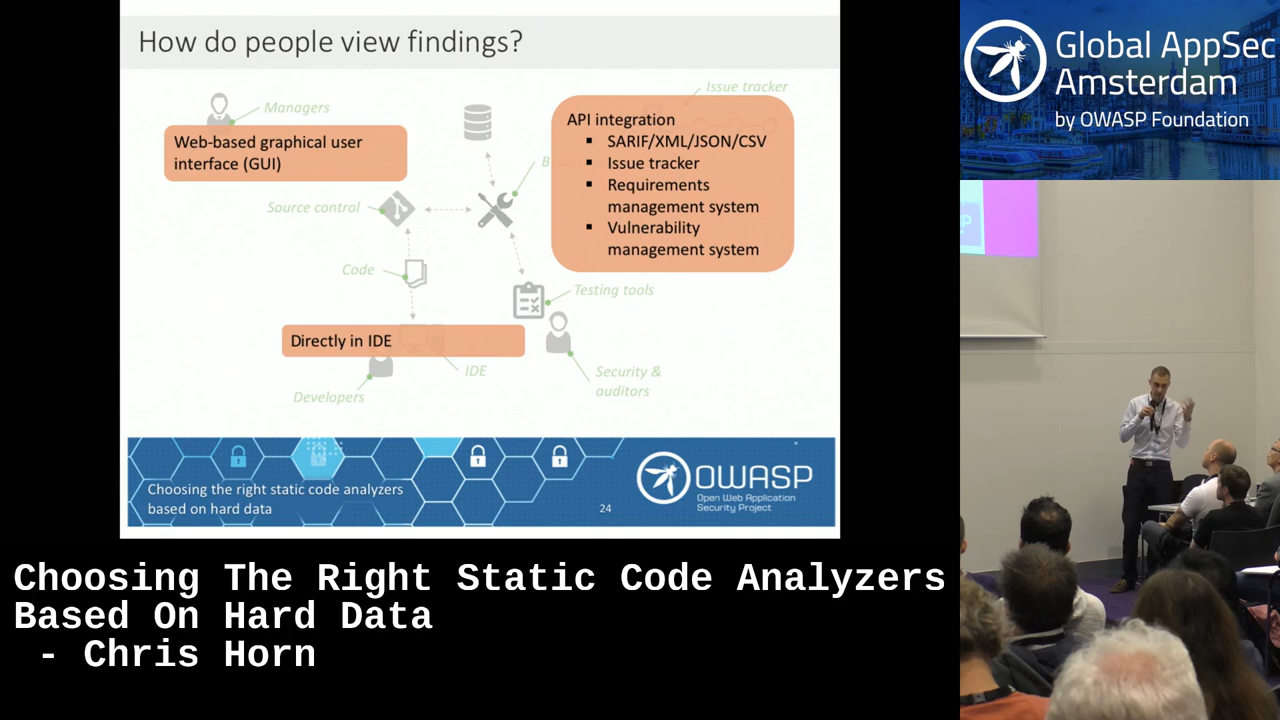 How do people view findings?
Managers
Issue tracker
Web-based graphical user
interface (GUI)
API integration
▪ SARIF/XML/JSON/CSV
▪ Issue tracker
▪ Requirements
management system
▪ Vulnerability
management system
B
Source control
Code
Testing tools
Directly in IDE
IDE
Developers
Security &
auditors
Choosing the right static code analyzers
based on hard data
24
OWASP
Open Web Application
Security Project
Global AppSec
Amsterdam
by OWASP Foundation
Choosing The Right Static Code Analyzers
Based On Hard Data
- Chris Horn